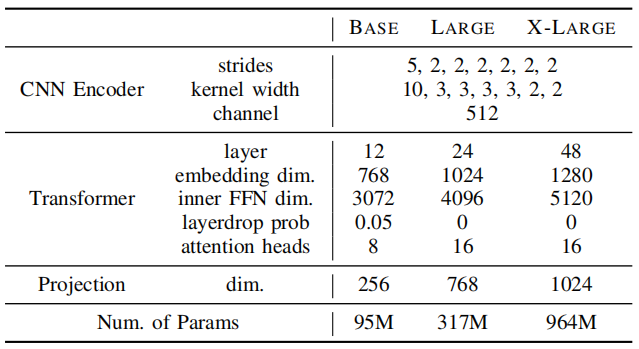 BASE LARGE X-LARGE
strides 5, 2, 2, 2, 2, 2, 2
CNN Encoder kernel width 10, 3, 3, 3, 3, 2, 2
channel 512
layer 12 24 48
embedding dim. 768 1024 1280
Transformer inner FFN dim. 3072 4096 5120
layerdrop prob 0.05 0 0
attention heads 8 16 16
Projection dim. 256 768 1024
Num. of Params 95M 317M 964M